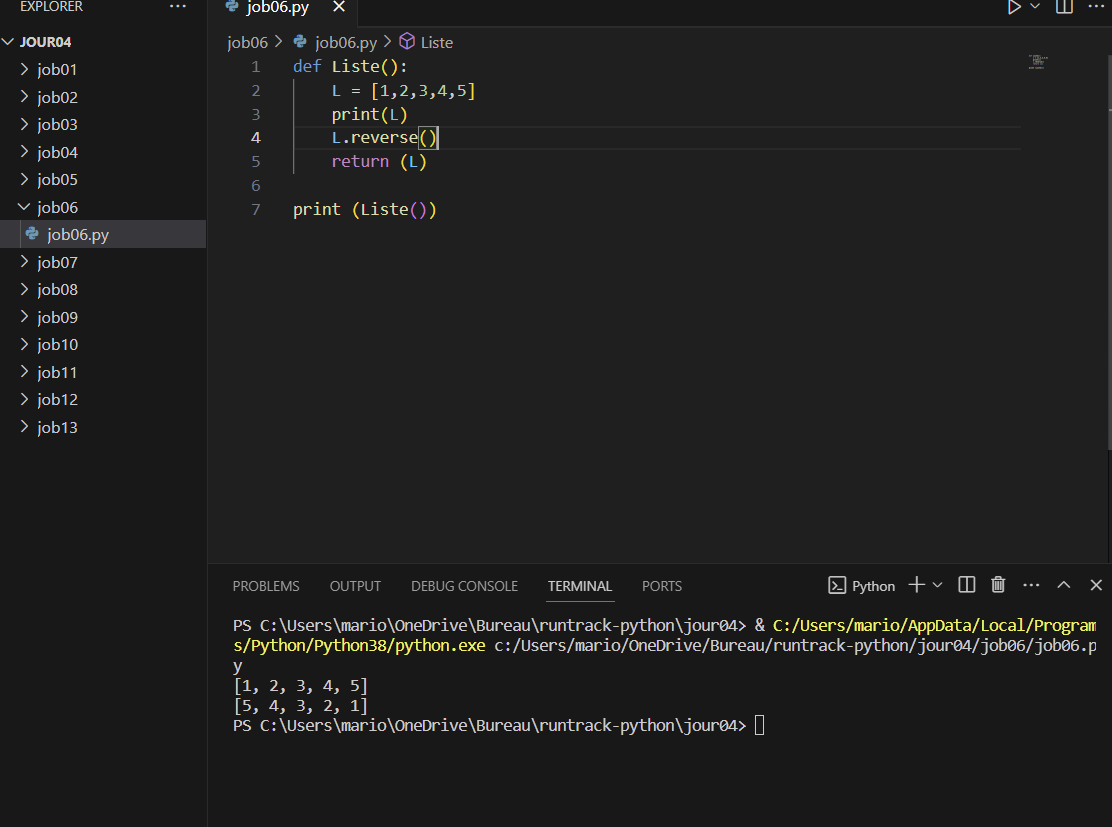 EXPLORER
JOUR04
job01
job02
job03
job04
job05
job06
job06.py
job07
job08
job09
job10
job11
job12
job13
job06.py
job06 > job06.py > Liste
1 def Liste():
2     L = [1,2,3,4,5]
3     print(L)
4     L.reverse()
5     return (L)
6
7 print (Liste())
PROBLEMS OUTPUT DEBUG CONSOLE TERMINAL PORTS
Python
PS C:\Users\mario\OneDrive\Bureau\runtrack-python\jour04> & C:/Users/mario/AppData/Local/Program
s/Python/Python38/python.exe c:/Users/mario/OneDrive/Bureau/runtrack-python/jour04/job06/job06.p
y
[1, 2, 3, 4, 5]
[5, 4, 3, 2, 1]
PS C:\Users\mario\OneDrive\Bureau\runtrack-python\jour04>